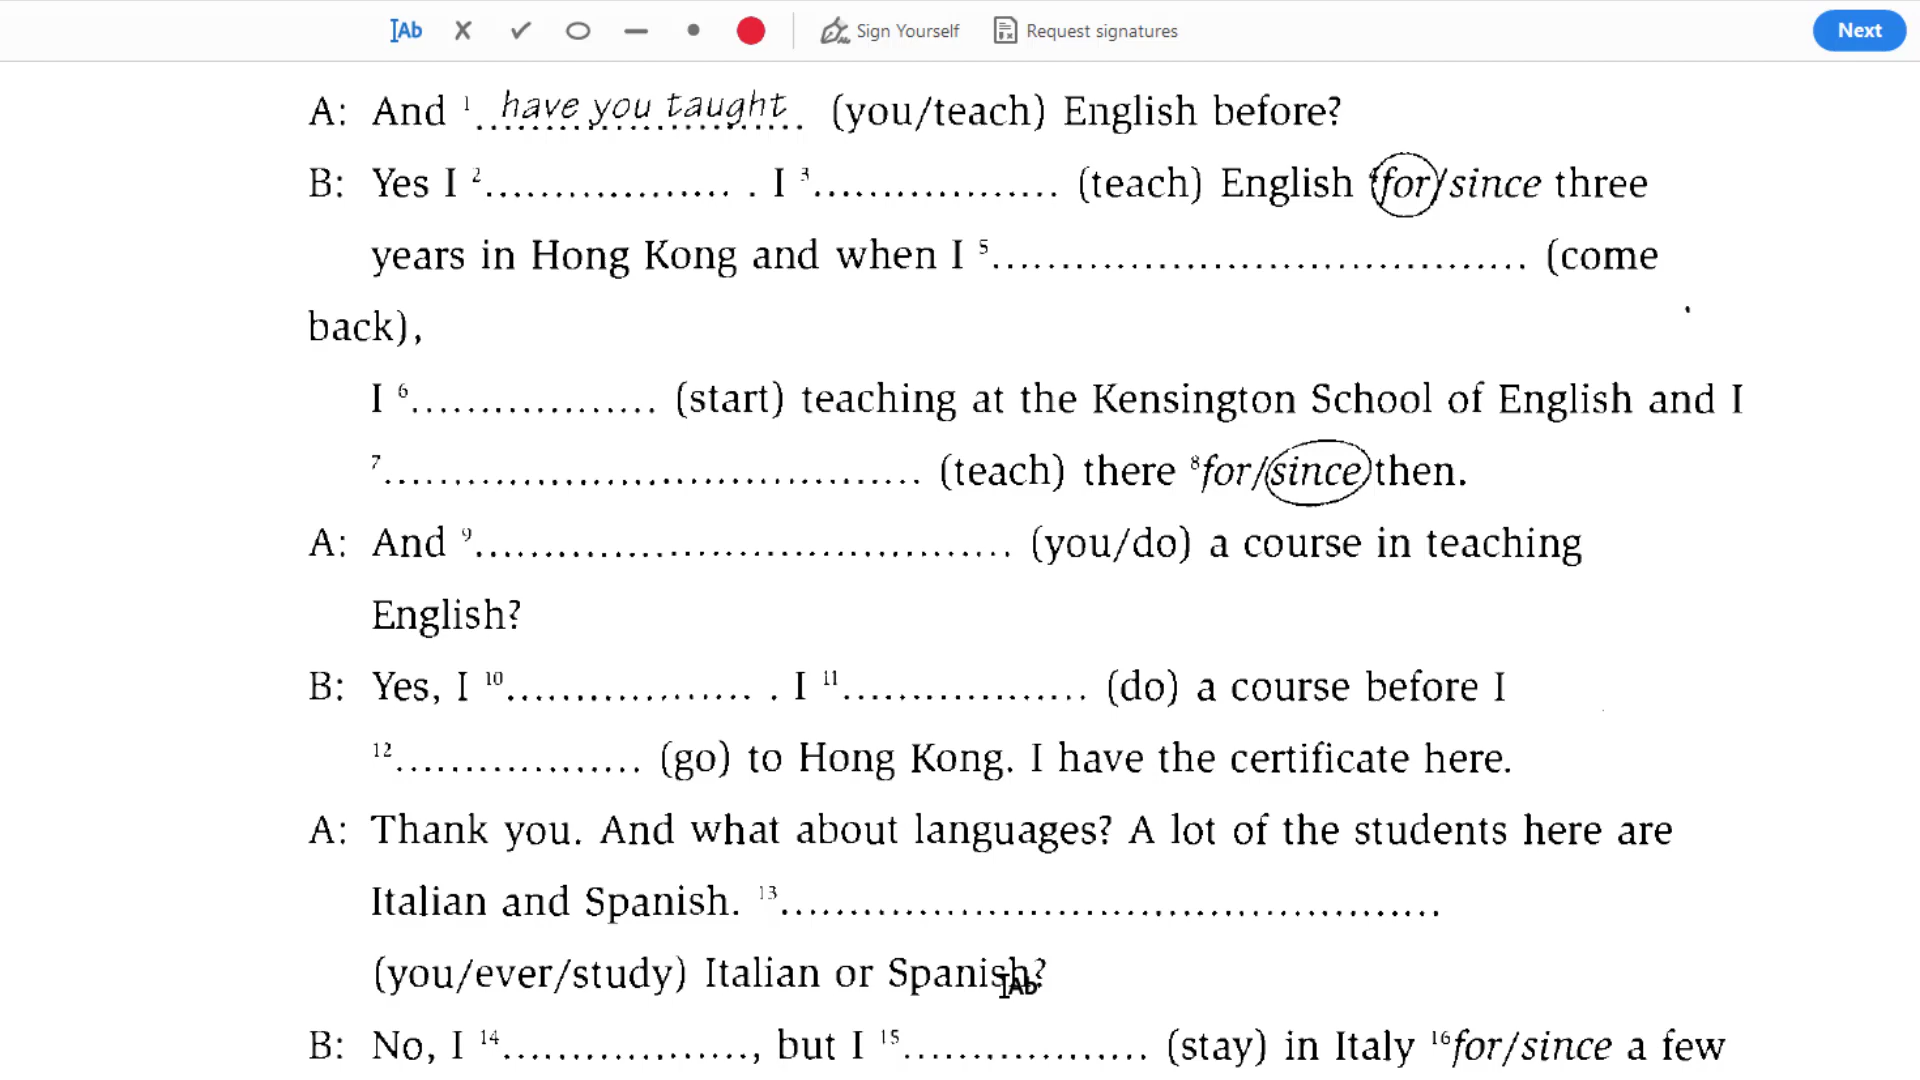 Ab Sign Yourself Request signatures Next
A: And 1 have you taught (you/teach) English before?
B: Yes I 2.................. . I 3.................. (teach) English 4for/since three
years in Hong Kong and when I 5....................................... (come
back),
I 6.................. (start) teaching at the Kensington School of English and I
7....................................... (teach) there 8for/since then.
A: And 9....................................... (you/do) a course in teaching
English?
B: Yes, I 10.................. . I 11.................. (do) a course before I
12.................. (go) to Hong Kong. I have the certificate here.
A: Thank you. And what about languages? A lot of the students here are
Italian and Spanish. 13................................................
(you/ever/study) Italian or Spanish?
B: No, I 14.................., but I 15.................. (stay) in Italy 16for/since a few